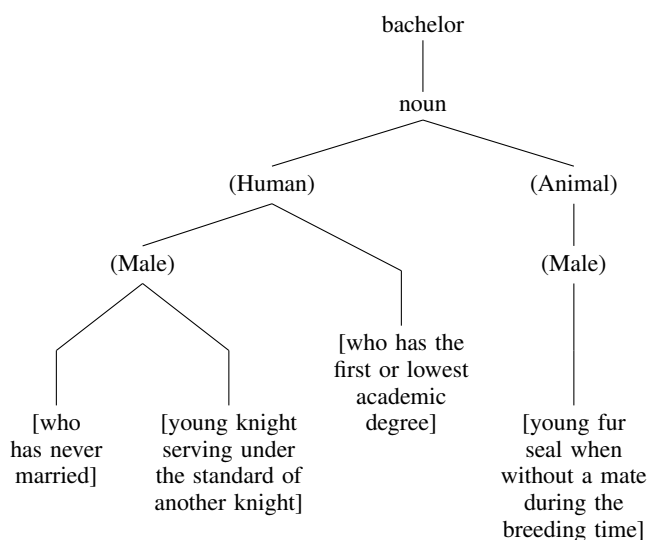 bachelor
noun
(Human)
(Animal)
(Male)
(Male)
[who has the
first or lowest
academic
degree]
[who
has never
married]
[young knight
serving under
the standard of
another knight]
[young fur
seal when
without a mate
during the
breeding time]